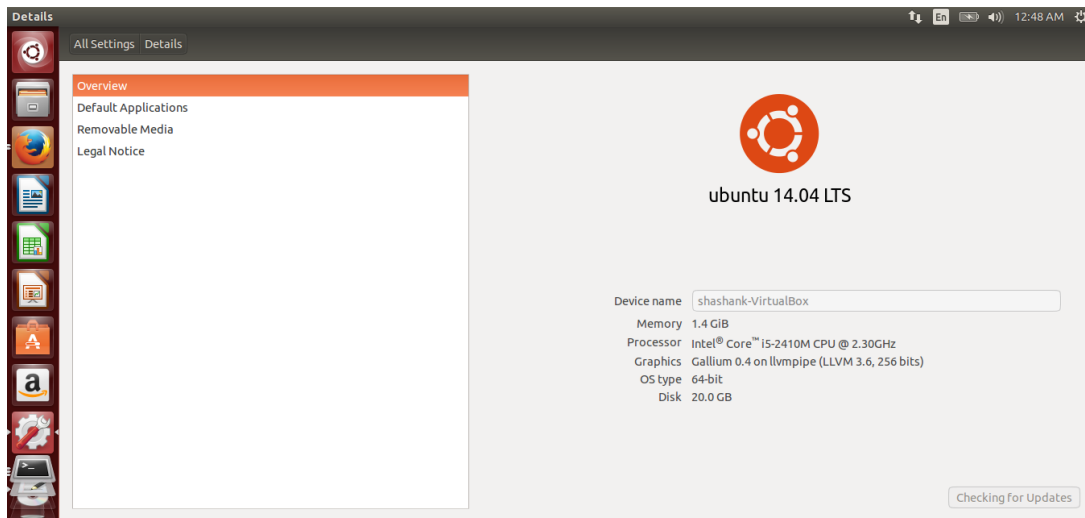 Details
En
12:48 AM
All Settings Details
Overview
Default Applications
Removable Media
Legal Notice
ubuntu 14.04 LTS
Device name shashank-VirtualBox
Memory 1.4 GiB
Processor Intel® Core™ i5-2410M CPU @ 2.30GHz
Graphics Gallium 0.4 on llvmpipe (LLVM 3.6, 256 bits)
OS type 64-bit
Disk 20.0 GB
Checking for Updates
A
a
>_